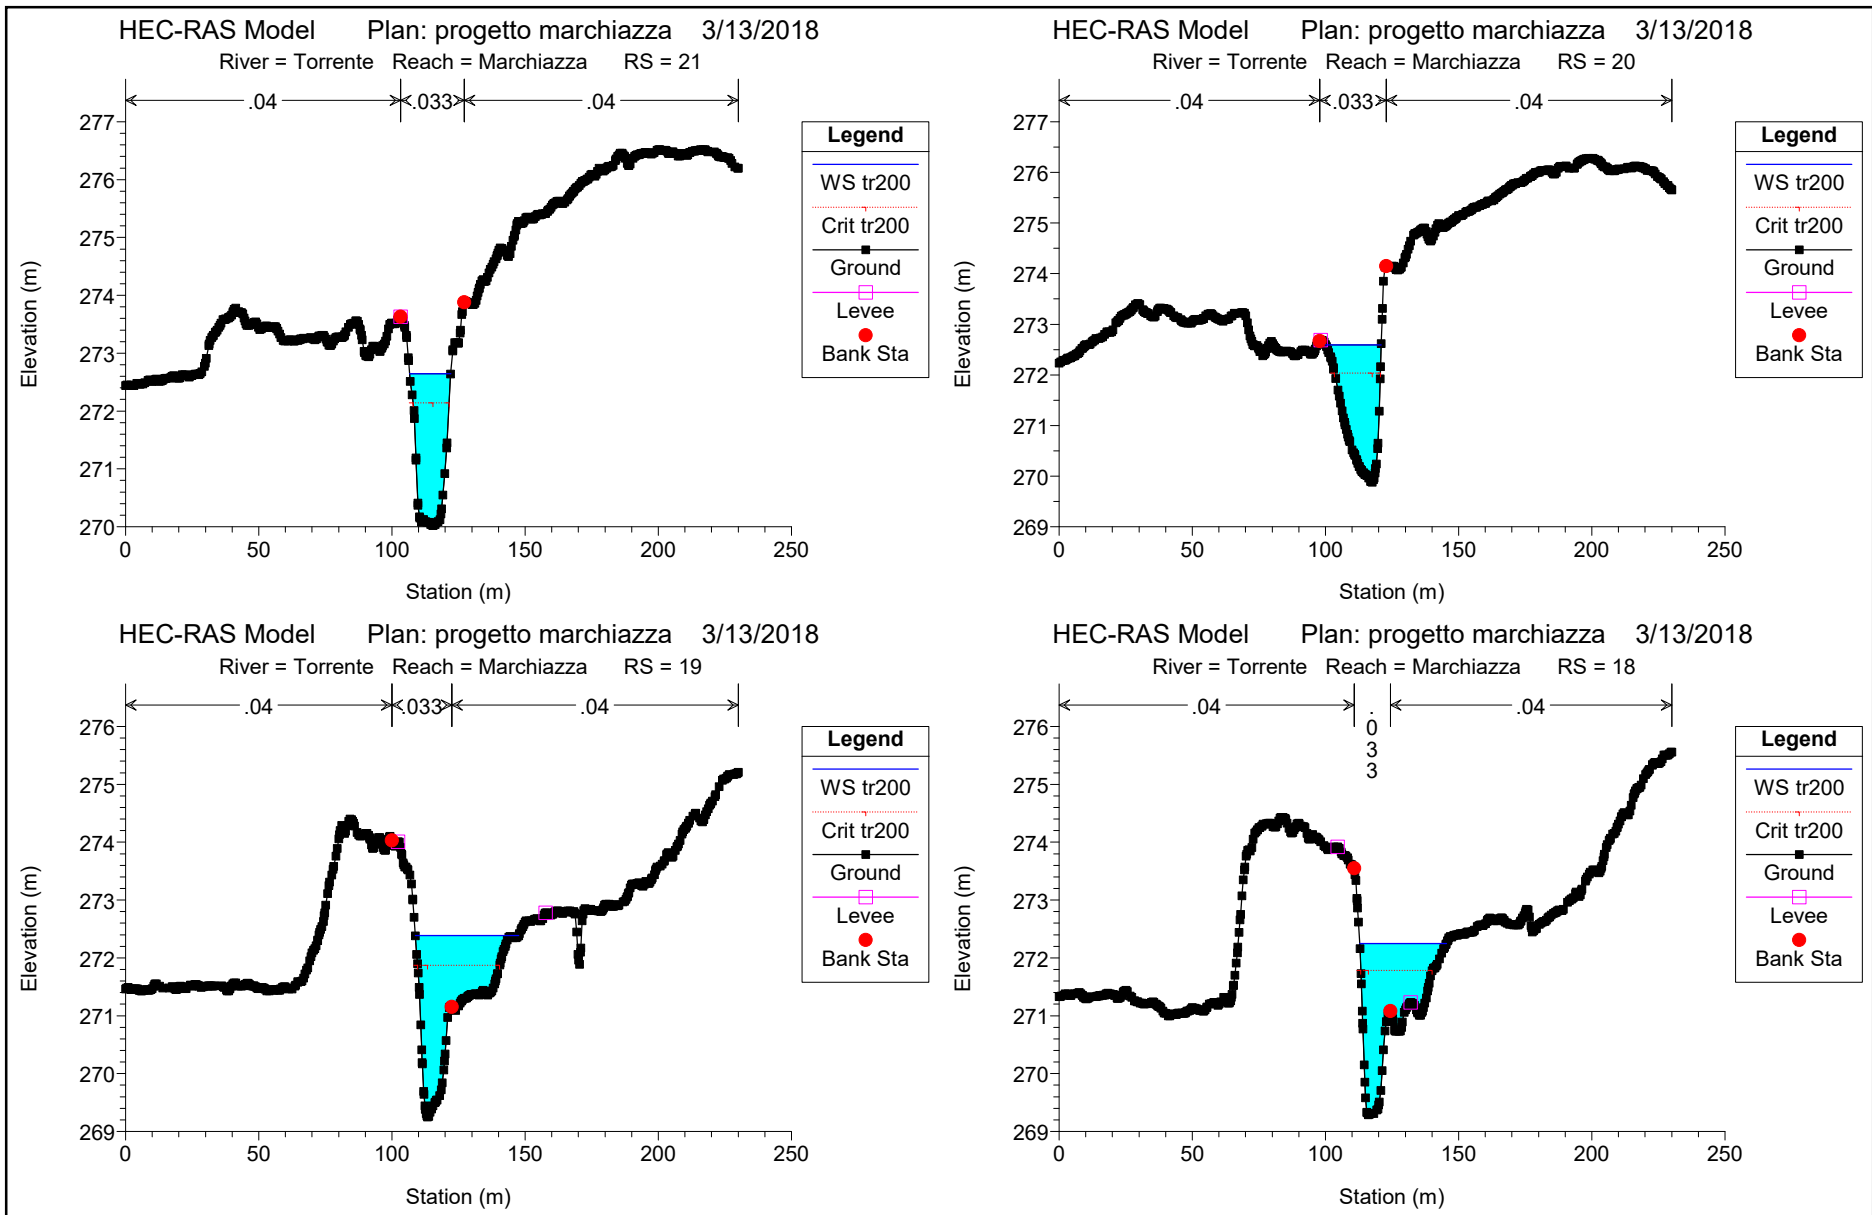 HEC-RAS Model Plan: progetto marchiazza 3/13/2018
River = Torrente Reach = Marchiazza RS = 21
.04 .033 .04
277
276
275
274
273
272
271
270
0 50 100 150 200 250
Station (m)
Elevation (m)
Legend
WS tr200
Crit tr200
Ground
Levee
Bank Sta
HEC-RAS Model Plan: progetto marchiazza 3/13/2018
River = Torrente Reach = Marchiazza RS = 20
.04 .033 .04
277
276
275
274
273
272
271
270
269
0 50 100 150 200 250
Station (m)
Elevation (m)
Legend
WS tr200
Crit tr200
Ground
Levee
Bank Sta
HEC-RAS Model Plan: progetto marchiazza 3/13/2018
River = Torrente Reach = Marchiazza RS = 19
.04 .033 .04
276
275
274
273
272
271
270
269
0 50 100 150 200 250
Station (m)
Elevation (m)
Legend
WS tr200
Crit tr200
Ground
Levee
Bank Sta
HEC-RAS Model Plan: progetto marchiazza 3/13/2018
River = Torrente Reach = Marchiazza RS = 18
.04 .033 .04
276
275
274
273
272
271
270
269
0 50 100 150 200 250
Station (m)
Elevation (m)
Legend
WS tr200
Crit tr200
Ground
Levee
Bank Sta